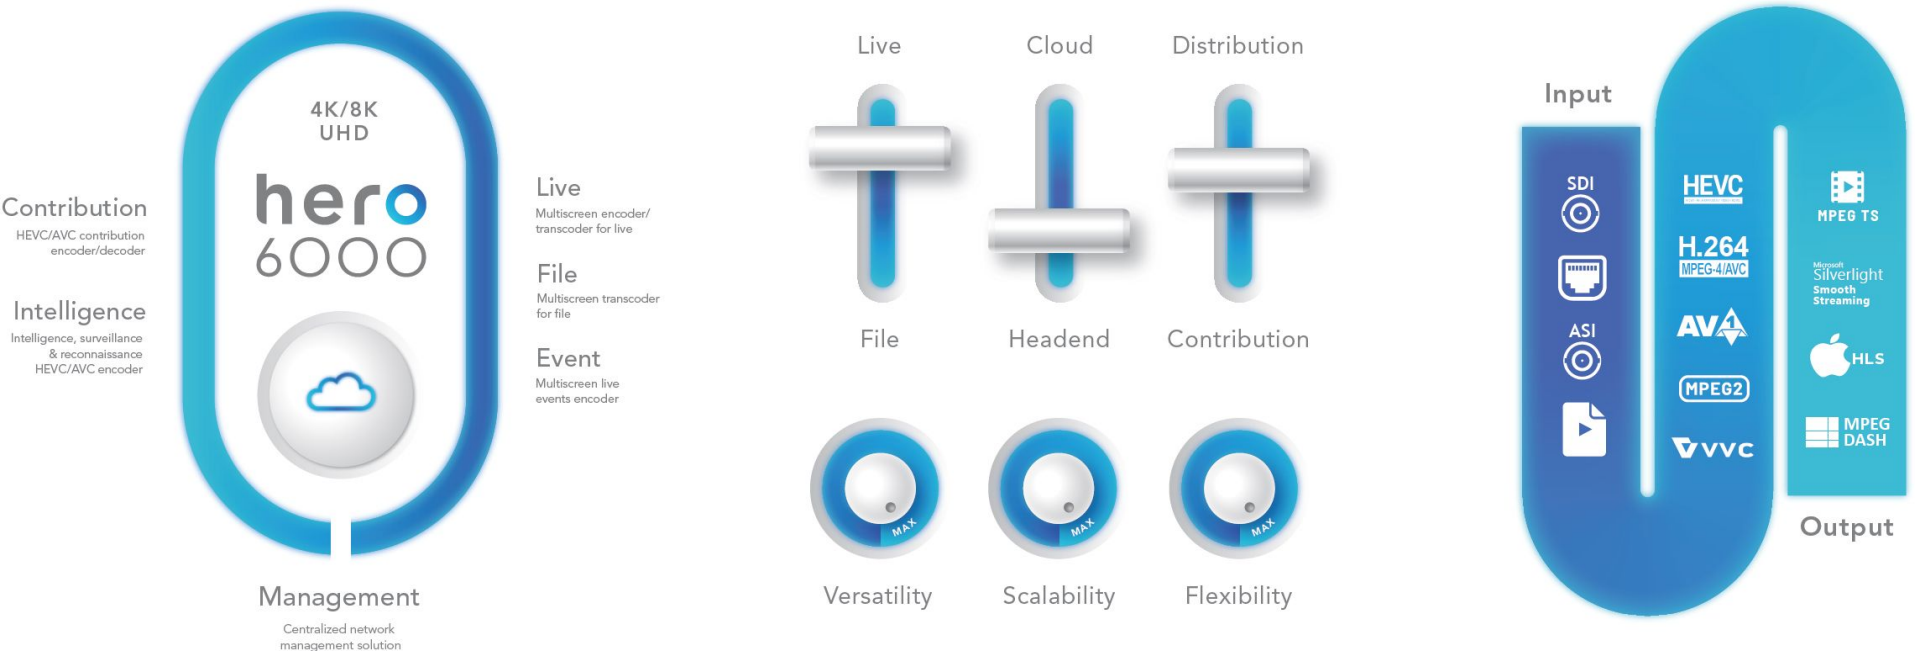 4K/8K
UHD
hero
6000
Contribution
HEVC/AVC contribution
encoder/decoder
Intelligence
Intelligence, surveillance
& reconnaissance
HEVC/AVC encoder
Live
Multiscreen encoder/
transcoder for live
File
Multiscreen transcoder
for file
Event
Multiscreen live
events encoder
Management
Centralized network
management solution
Live
Cloud
Distribution
File
Headend
Contribution
MAX
MAX
MAX
Versatility
Scalability
Flexibility
Input
SDI
ASI
HEVC
H.264
MPEG-4/AVC
AV1
MPEG2
VVC
MPEG TS
Microsoft
Silverlight
Smooth
Streaming
HLS
MPEG
DASH
Output